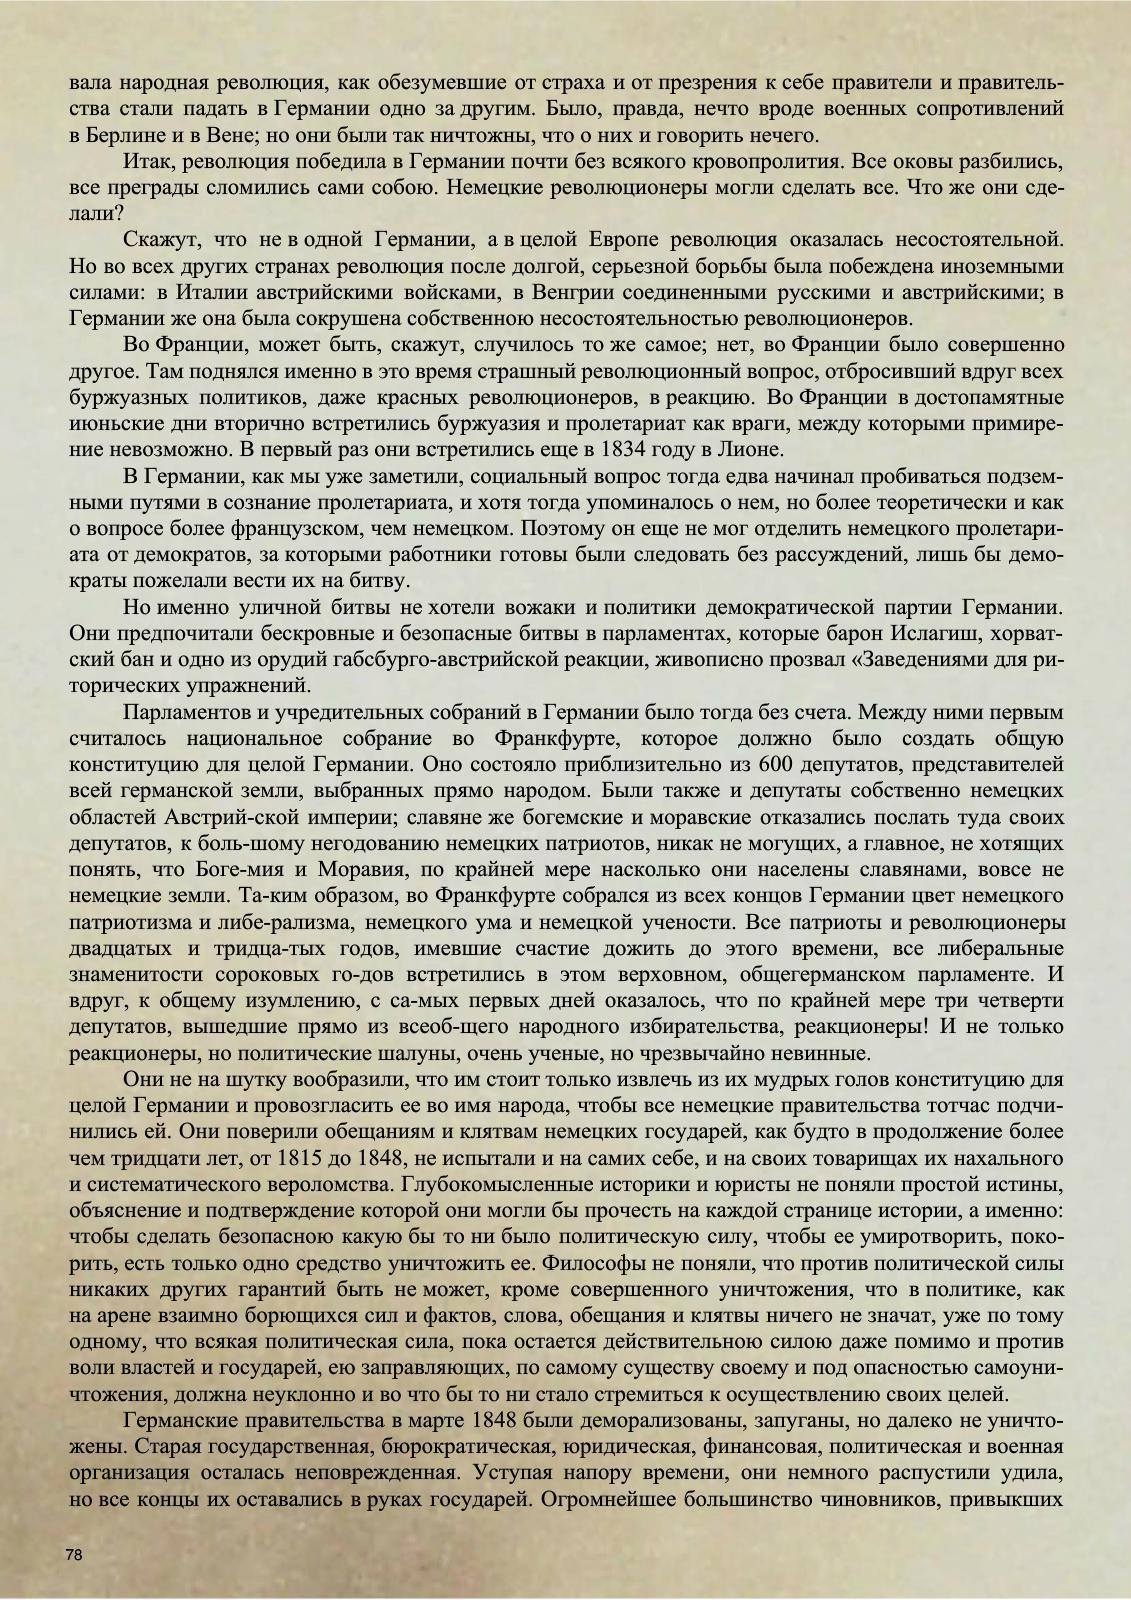 вала народная революция, как обезумевшие от страха и от презрения к себе правители и правитель-
ства стали падать в Германии одно за другим. Было, правда, нечто вроде военных сопротивлений
в Берлине и в Вене; но они были так ничтожны, что о них и говорить нечего.
Итак, революция победила в Германии почти без всякого кровопролития. Все оковы разбились,
все преграды сломились сами собою. Немецкие революционеры могли сделать все. Что же они сде-
лали?
Скажут, что не в одной Германии, а в целой Европе революция оказалась несостоятельной.
Но во всех других странах революция после долгой, серьезной борьбы была побеждена иноземными
силами: в Италии австрийскими войсками, в Венгрии соединенными русскими и австрийскими; в
Германии же она была сокрушена собственною несостоятельностью революционеров.
Во Франции, может быть, скажут, случилось то же самое; нет, во Франции было совершенно
другое. Там поднялся именно в это время страшный революционный вопрос, отбросивший вдруг всех
буржуазных политиков, даже красных революционеров, в реакцию. Во Франции в достопамятные
июньские дни вторично встретились буржуазия и пролетариат как враги, между которыми примире-
ние невозможно. В первый раз они встретились еще в 1834 году в Лионе.
В Германии, как мы уже заметили, социальный вопрос тогда едва начинал пробиваться подзем-
ными путями в сознание пролетариата, и хотя тогда упоминалось о нем, но более теоретически и как
о вопросе более французском, чем немецком. Поэтому он еще не мог отделить немецкого пролетари-
ата от демократов, за которыми работники готовы были следовать без рассуждений, лишь бы демо-
краты пожелали вести их на битву.
Но именно уличной битвы не хотели вожаки и политики демократической партии Германии.
Они предпочитали бескровные и безопасные битвы в парламентах, которые барон Ислагиш, хорват-
ский бан и одно из орудий габсбурго-австрийской реакции, живописно прозвал «Заведениями для ри-
торических упражнений.
Парламентов и учредительных собраний в Германии было тогда без счета. Между ними первым
считалось национальное собрание во Франкфурте, которое должно было создать общую
конституцию для целой Германии. Оно состояло приблизительно из 600 депутатов, представителей
всей германской земли, выбранных прямо народом. Были также и депутаты собственно немецких
областей Австрий-ской империи; славяне же богемские и моравские отказались послать туда своих
депутатов, к боль-шому негодованию немецких патриотов, никак не могущих, а главное, не хотящих
понять, что Боге-мия и Моравия, по крайней мере насколько они населены славянами, вовсе не
немецкие земли. Та-ким образом, во Франкфурте собрался из всех концов Германии цвет немецкого
патриотизма и либе-рализма, немецкого ума и немецкой учености. Все патриоты и революционеры
двадцатых и тридца-тых годов, имевшие счастие дожить до этого времени, все либеральные
знаменитости сороковых го-дов встретились в этом верховном, общегерманском парламенте. И
вдруг, к общему изумлению, с са-мых первых дней оказалось, что по крайней мере три четверти
депутатов, вышедшие прямо из всеоб-щего народного избирательства, реакционеры! И не только
реакционеры, но политические шалуны, очень ученые, но чрезвычайно невинные.
Они не на шутку вообразили, что им стоит только извлечь из их мудрых голов конституцию для
целой Германии и провозгласить ее во имя народа, чтобы все немецкие правительства тотчас подчи-
нились ей. Они поверили обещаниям и клятвам немецких государей, как будто в продолжение более
чем тридцати лет, от 1815 до 1848, не испытали и на самих себе, и на своих товарищах их нахального
и систематического вероломства. Глубокомысленные историки и юристы не поняли простой истины,
объяснение и подтверждение которой они могли бы прочесть на каждой странице истории, а именно:
чтобы сделать безопасною какую бы то ни было политическую силу, чтобы ее умиротворить, поко-
рить, есть только одно средство уничтожить ее. Философы не поняли, что против политической силы
никаких других гарантий быть не может, кроме совершенного уничтожения, что в политике, как
на арене взаимно борющихся сил и фактов, слова, обещания и клятвы ничего не значат, уже по тому
одному, что всякая политическая сила, пока остается действительною силою даже помимо и против
воли властей и государей, ею заправляющих, по самому существу своему и под опасностью самоуни-
чтожения, должна неуклонно и во что бы то ни стало стремиться к осуществлению своих целей.
Германские правительства в марте 1848 были деморализованы, запуганы, но далеко не уничто-
жены. Старая государственная, бюрократическая, юридическая, финансовая, политическая и военная
организация осталась неповрежденная. Уступая напору времени, они немного распустили удила,
но все концы их оставались в руках государей. Огромнейшее большинство чиновников, привыкших
78